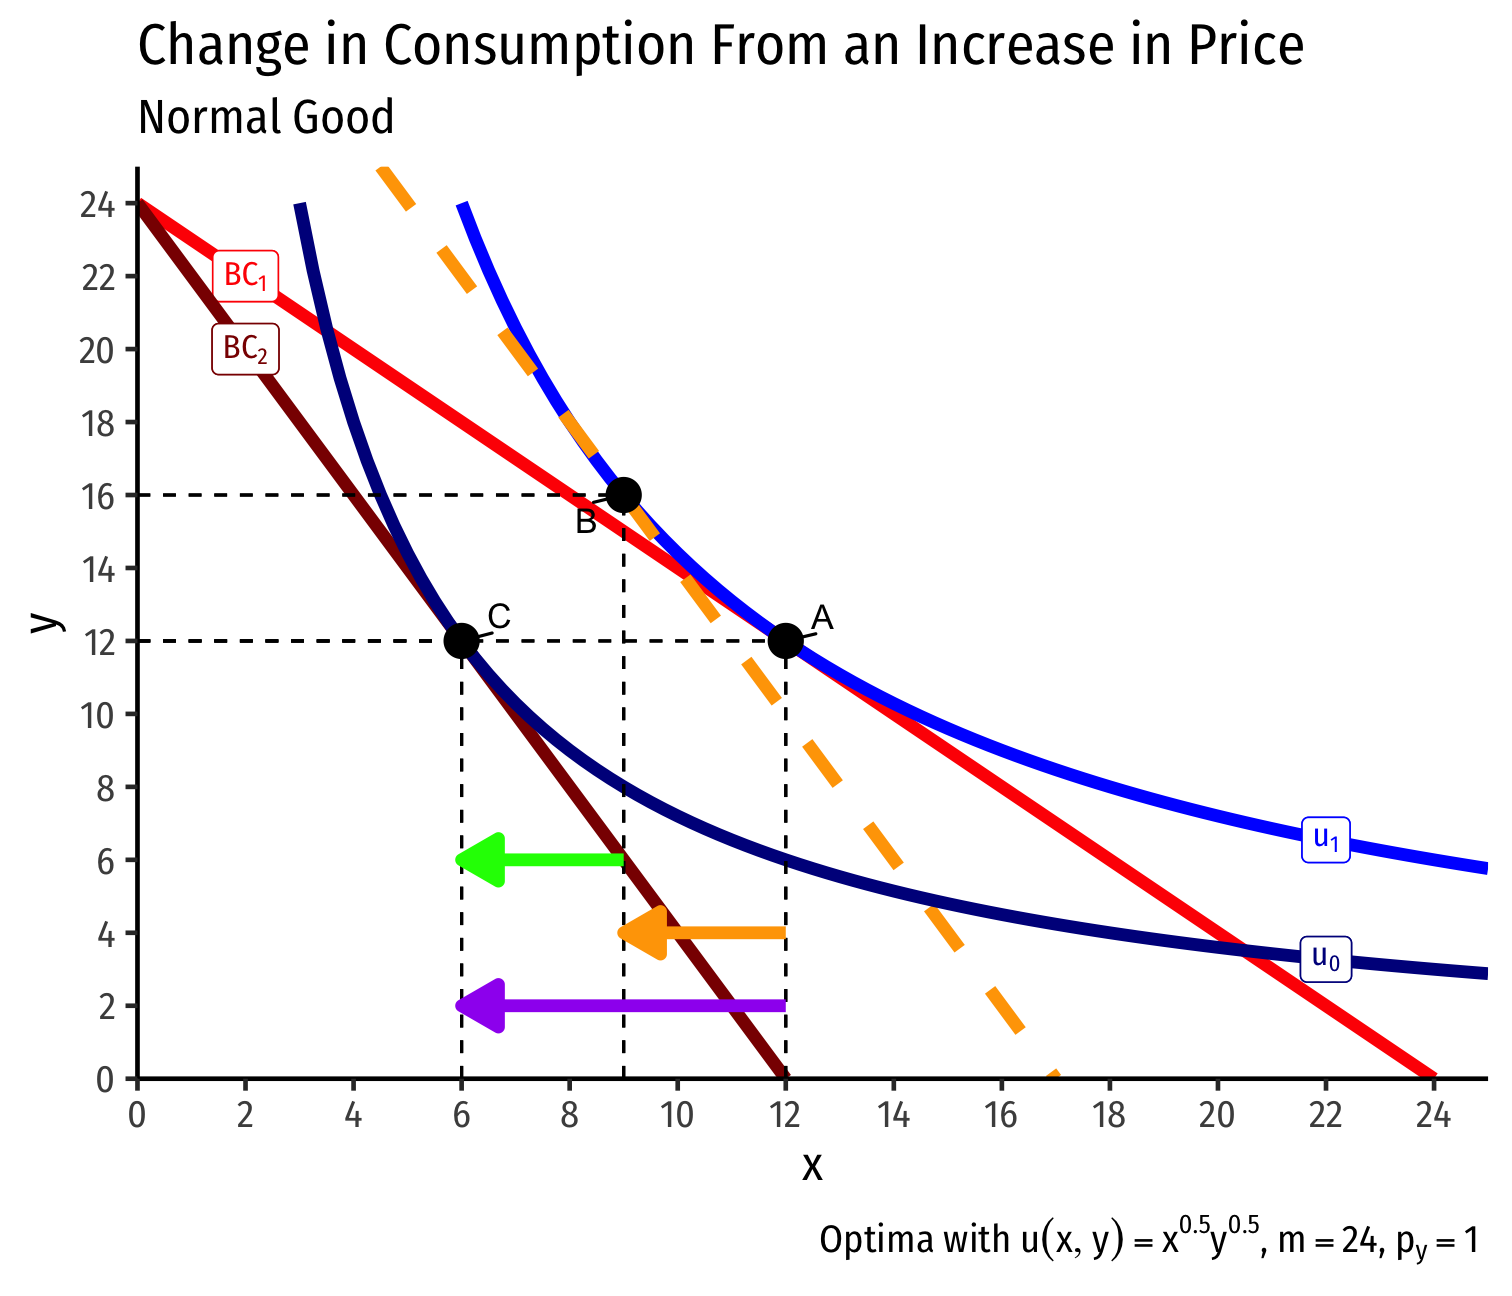 Change in Consumption From an Increase in Price
Normal Good
24
22
20
18
16
14
12
10
8
6
4
2
0
y
BC₁
BC₂
B
C
A
u₁
u₀
0 2 4 6 8 10 12 14 16 18 20 22 24
x
Optima with u(x, y) = x^0.5 y^0.5, m = 24, p_y = 1